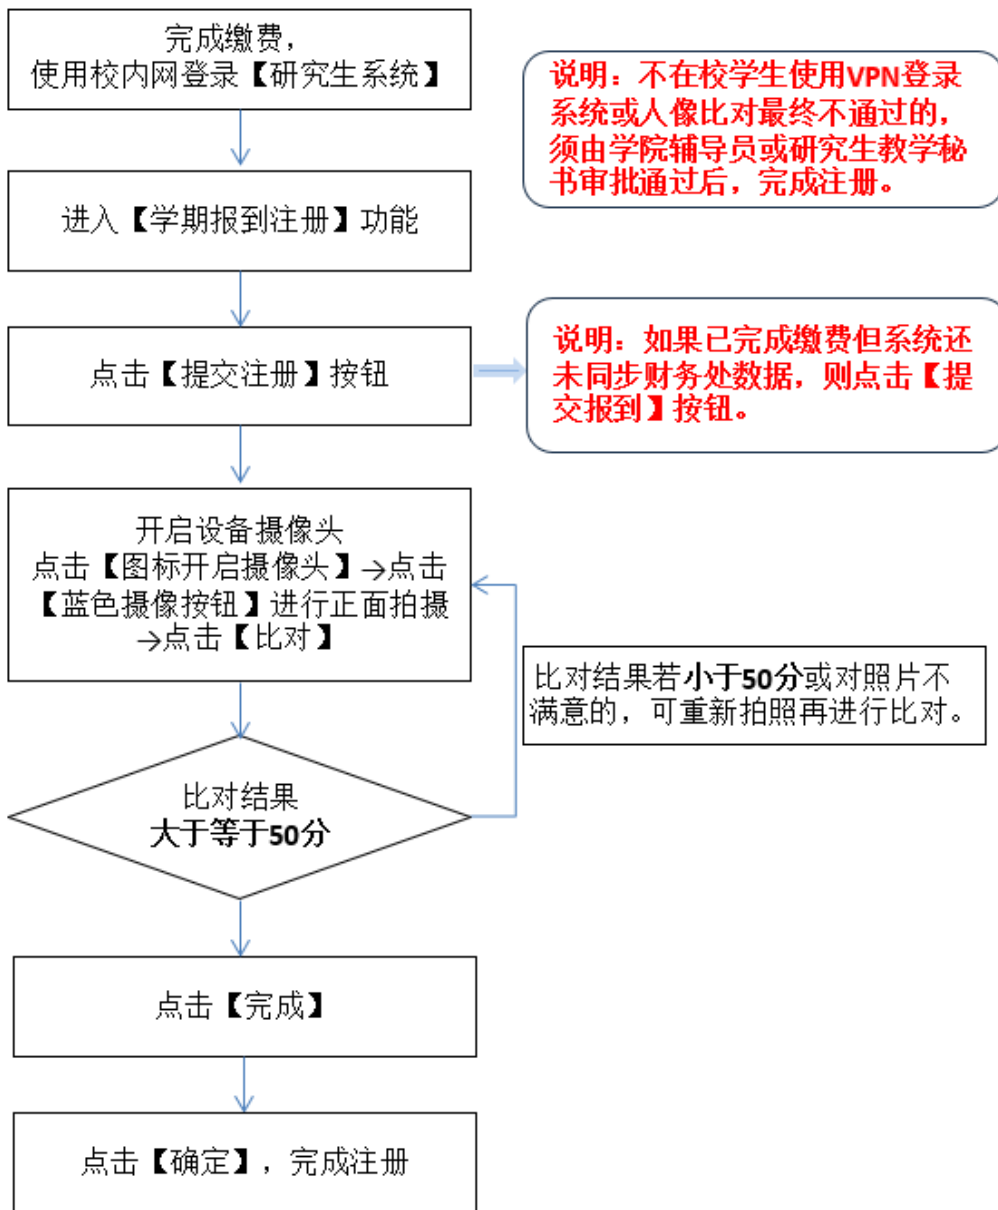 完成缴费，
使用校内网登录【研究生系统】
说明：不在校学生使用VPN登录
系统或人像比对最终不通过的，
须由学院辅导员或研究生教学秘
书审批通过后，完成注册。
进入【学期报到注册】功能
点击【提交注册】按钮
说明：如果已完成缴费但系统还
未同步财务处数据，则点击【提
交报到】按钮。
开启设备摄像头
点击【图标开启摄像头】→点击
【蓝色摄像按钮】进行正面拍摄
→点击【比对】
比对结果若小于50分或对照片不
满意的，可重新拍照再进行比对。
比对结果
大于等于50分
点击【完成】
点击【确定】，完成注册